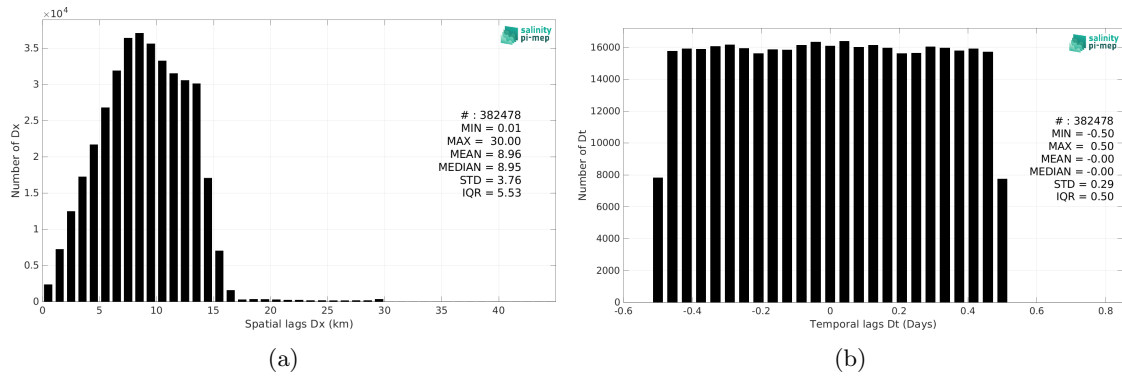 ×10⁴
3.5
3
2.5
2
1.5
1
0.5
0
Number of Dx
salinity
pi-mep
# : 382478
MIN = 0.01
MAX = 30.00
MEAN = 8.96
MEDIAN = 8.95
STD = 3.76
IQR = 5.53
0 5 10 15 20 25 30 35 40
Spatial lags Dx (km)
(a)
16000
14000
12000
10000
8000
6000
4000
2000
0
Number of Dt
salinity
pi-mep
# : 382478
MIN = -0.50
MAX = 0.50
MEAN = -0.00
MEDIAN = -0.00
STD = 0.29
IQR = 0.50
-0.6 -0.4 -0.2 0 0.2 0.4 0.6 0.8
Temporal lags Dt (Days)
(b)